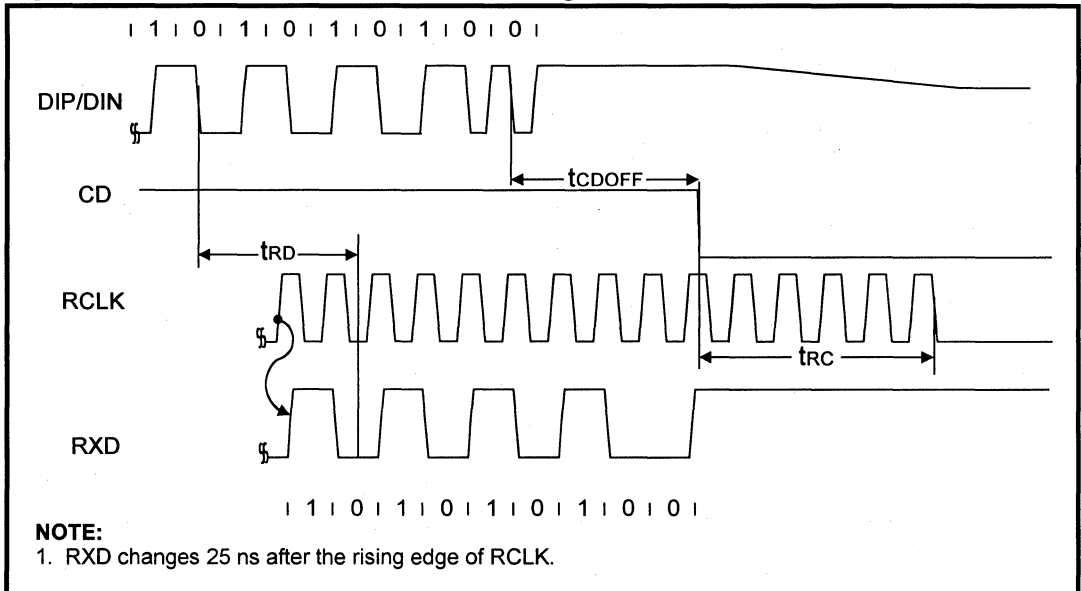 1 0 1 0 1 0 1 0 0
DIP/DIN
tCDOFF
CD
tRD
RCLK
tRC
RXD
1 0 1 0 1 0 1 0 0
NOTE:
1. RXD changes 25 ns after the rising edge of RCLK.